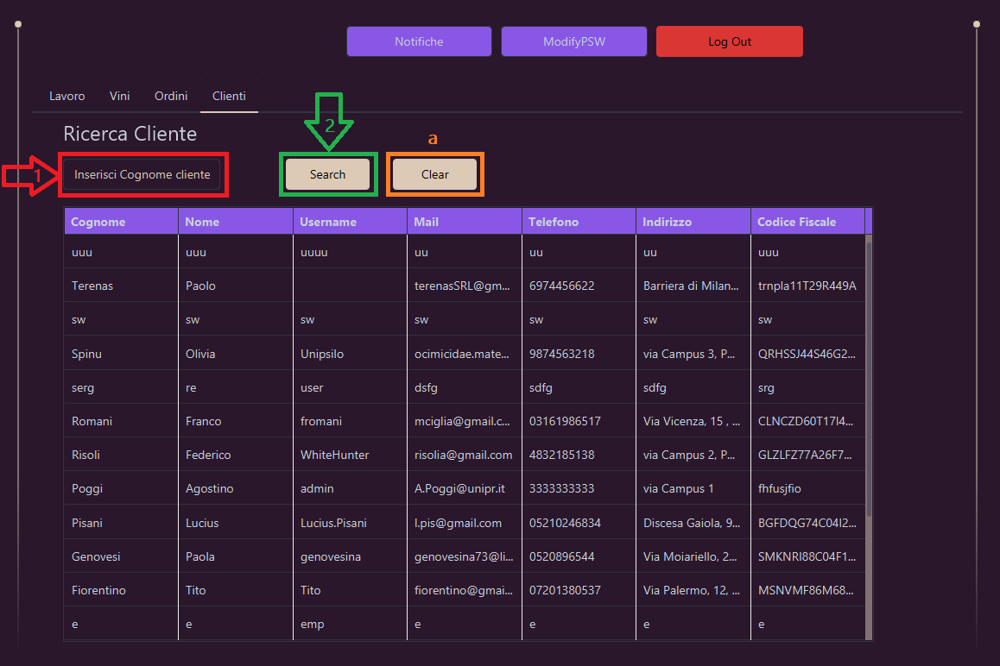 Notifiche ModifyPSW Log Out
Lavoro Vini Ordini Clienti
Ricerca Cliente
2
a
1 Inserisci Cognome cliente Search Clear
Cognome Nome Username Mail Telefono Indirizzo Codice Fiscale
uuu uuu uuuu uu uu uu uuu
Terenas Paolo terenasSRL@gm... 6974456622 Barriera di Milan... trnpla11T29R449A
sw sw sw sw sw sw sw
Spinu Olivia Unipsilo ocimicidae.mate... 9874563218 via Campus 3, P... QRHSSJ44S46G2...
serg re user dsfg sdfg sdfg srg
Romani Franco fromani mciglia@gmail.c... 03161986517 Via Vicenza, 15 , ... CLNCZD60T17I4...
Risoli Federico WhiteHunter risolia@gmail.com 4832185138 via Campus 2, P... GLZLFZ77A26F7...
Poggi Agostino admin A.Poggi@unipr.it 3333333333 via Campus 1 fhfusjfio
Pisani Lucius Lucius.Pisani l.pis@gmail.com 05210246834 Discesa Gaiola, 9... BGFDQG74C04I2...
Genovesi Paola genovesina genovesina73@li... 0520896544 Via Moiariello, 2... SMKNRI88C04F1...
Fiorentino Tito Tito fiorentino@gmai... 07201380537 Via Palermo, 12, ... MSNVMF86M68...
e e emp e e e e